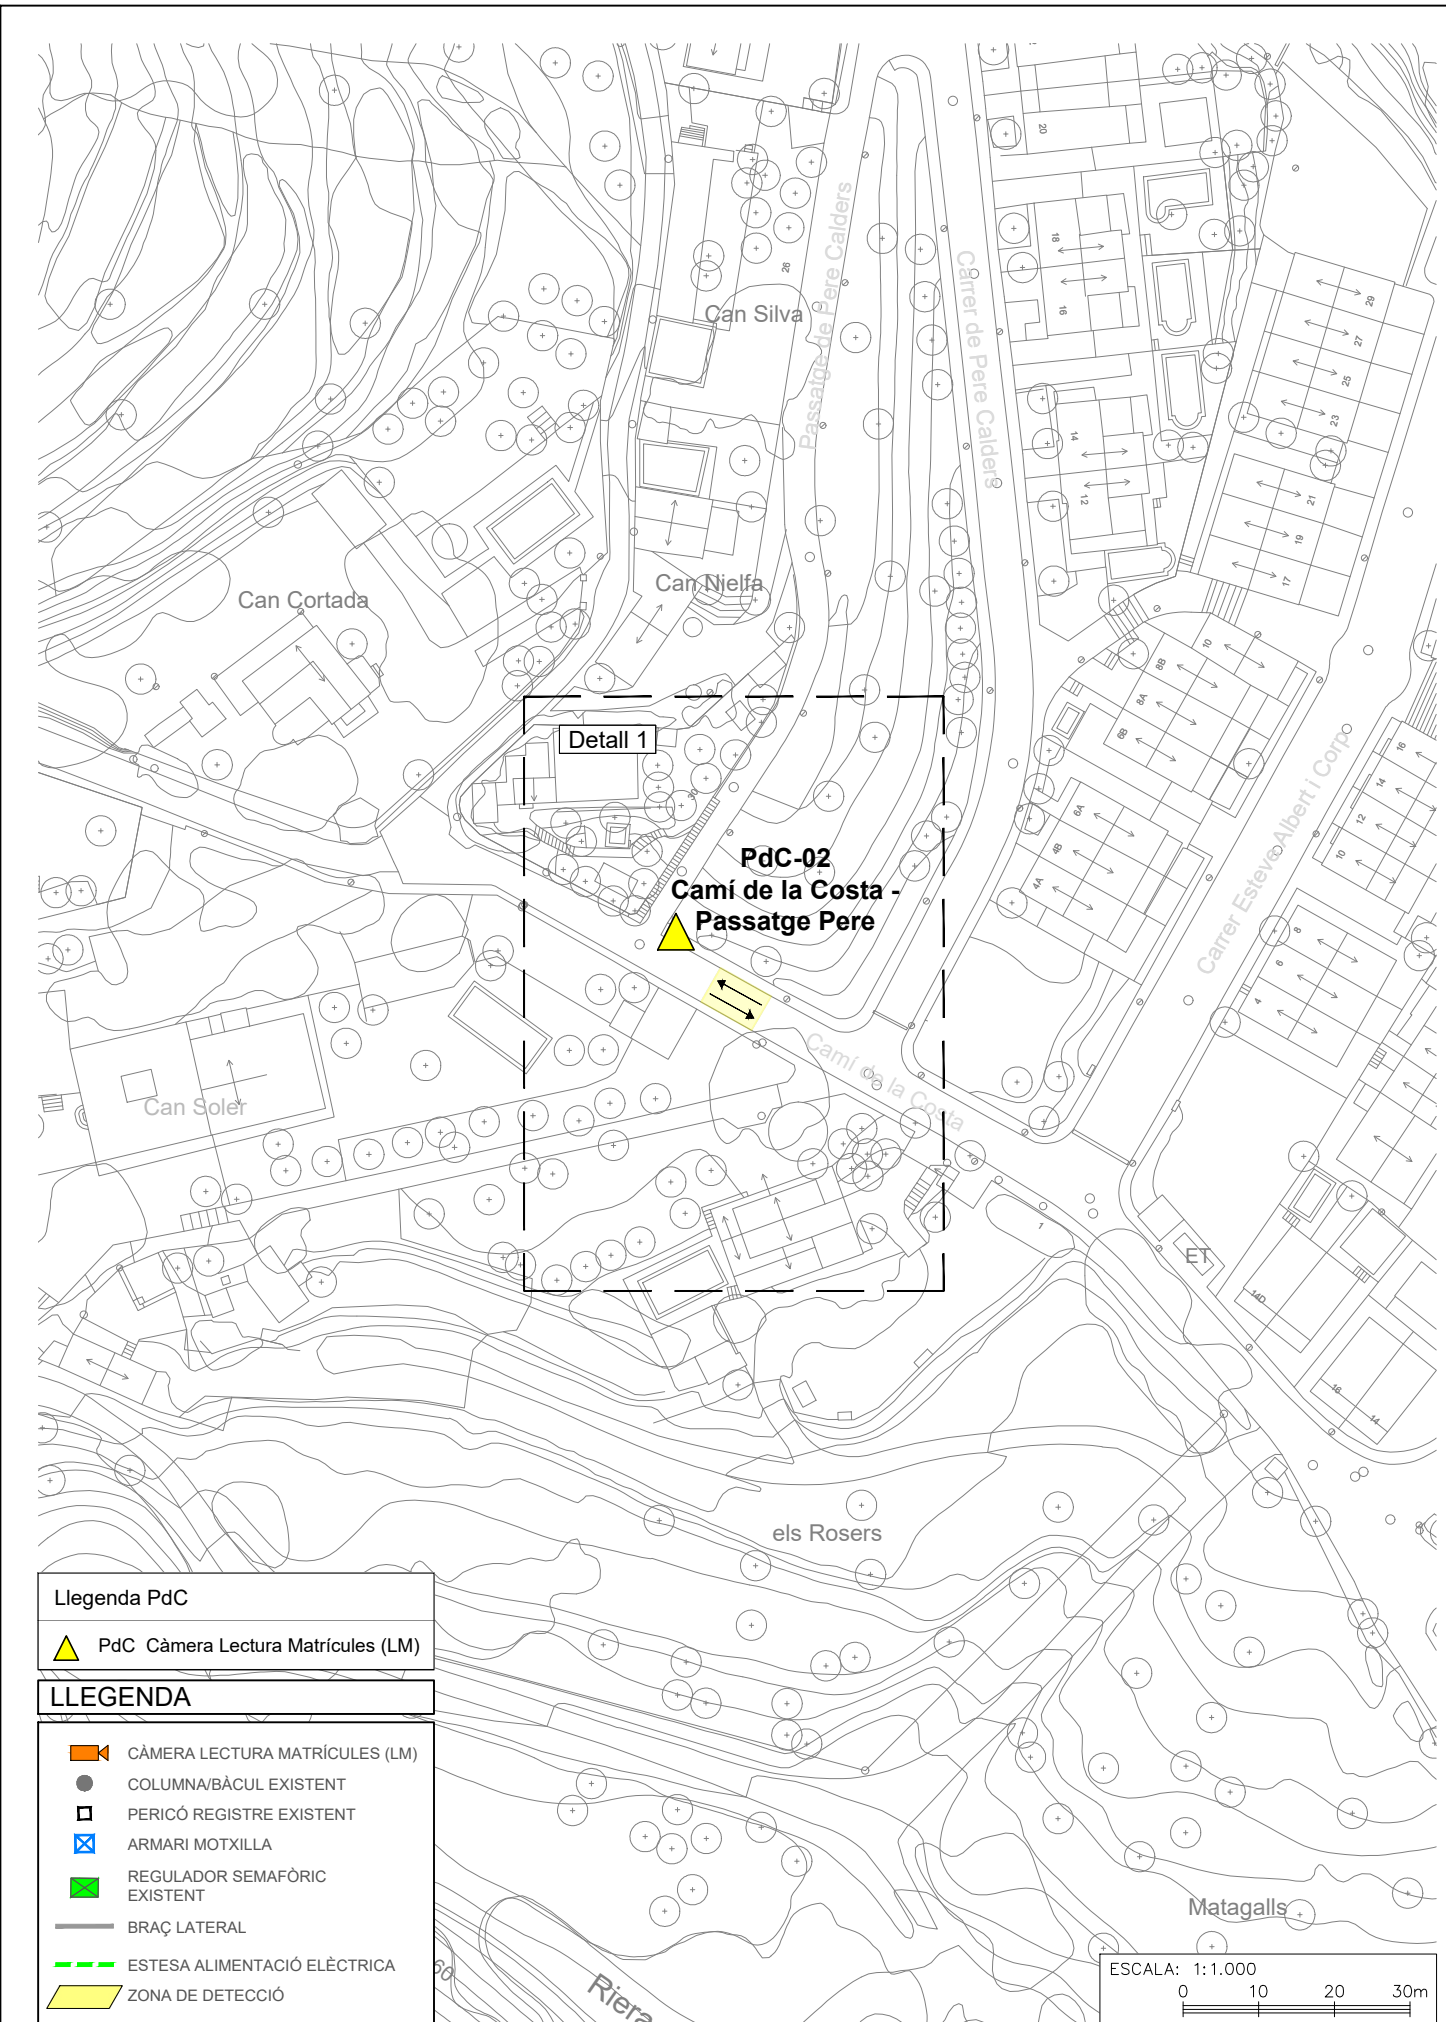 20
Passatge de Pere Calders
26
18
16
Can Silva
Carrer de Pere Calders
29
27
25
23
14
12
21
19
17
Can Nielfa
Can Cortada
10
8B
8A
6B
Detall 1
30
Carrer Esteve Albert i Corp
16
14
12
10
6A
4B
4A
PdC-02
Camí de la Costa -
Passatge Pere
8
6
4
Camí de la Costa
Can Soler
1
ET
14D
16
14
els Rosers
Llegenda PdC
PdC Càmera Lectura Matrícules (LM)
LLEGENDA
CÀMERA LECTURA MATRÍCULES (LM)
COLUMNA/BÀCUL EXISTENT
PERICÓ REGISTRE EXISTENT
ARMARI MOTXILLA
REGULADOR SEMAFÒRIC
EXISTENT
BRAÇ LATERAL
ESTESA ALIMENTACIÓ ELÈCTRICA
ZONA DE DETECCIÓ
60
Riera
Matagalls
ESCALA: 1:1.000
0 10 20 30m